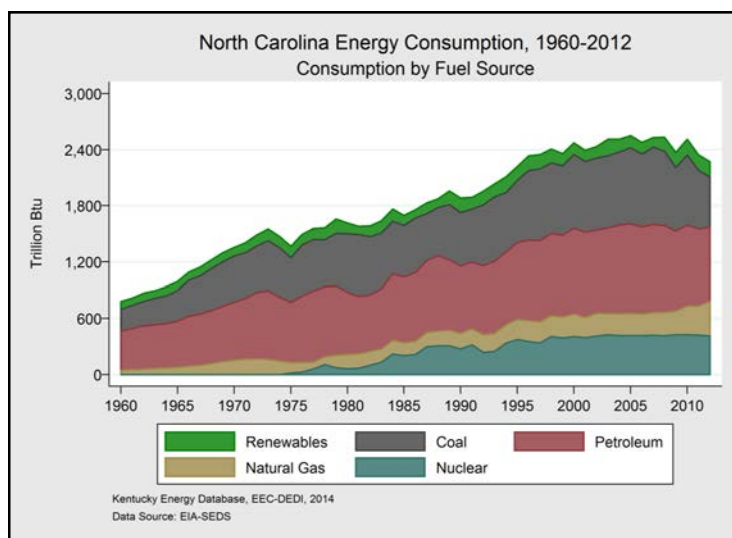 North Carolina Energy Consumption, 1960-2012
Consumption by Fuel Source
Trillion Btu
3,000
2,400
1,800
1,200
600
0
1960 1965 1970 1975 1980 1985 1990 1995 2000 2005 2010
Renewables Coal Petroleum
Natural Gas Nuclear
Kentucky Energy Database, EEC-DEDI, 2014
Data Source: EIA-SEDS